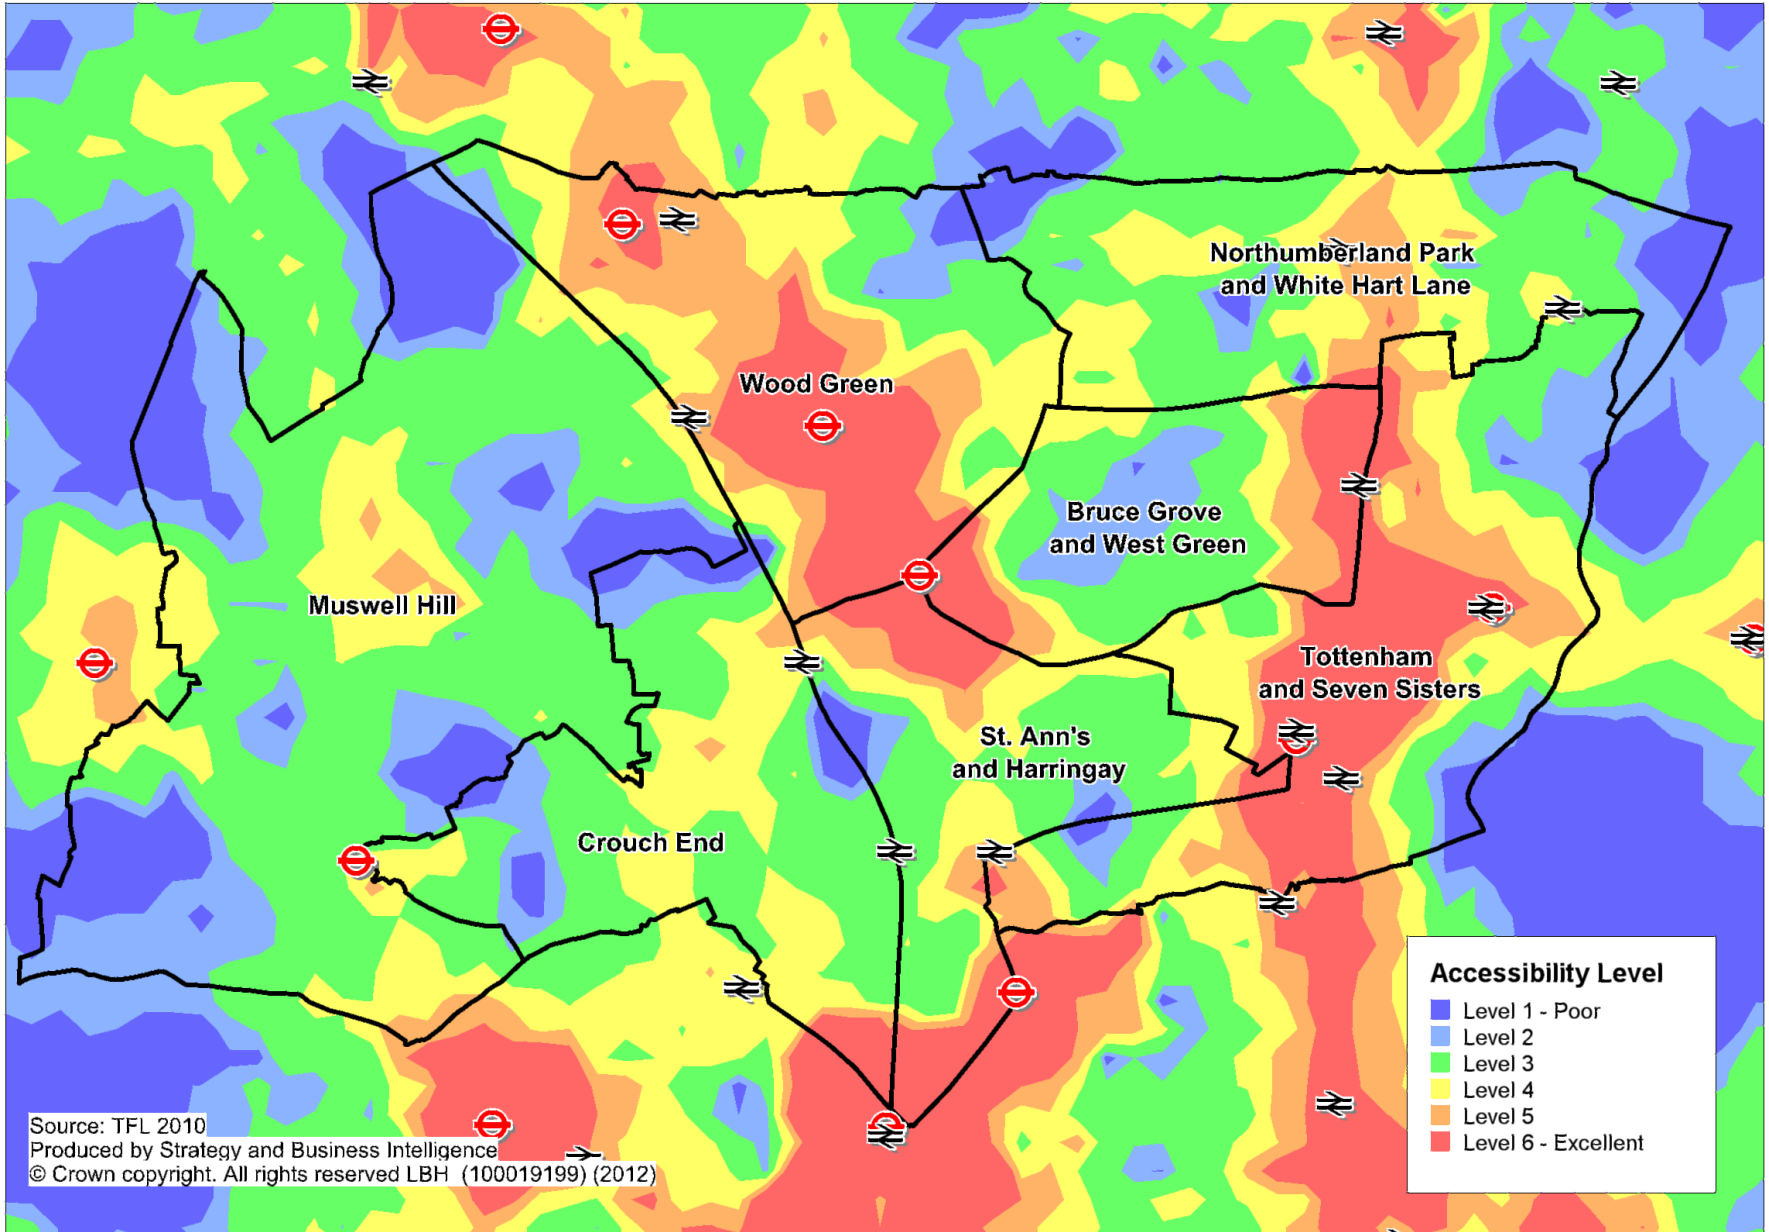 Northumberland Park
and White Hart Lane
Wood Green
Bruce Grove
and West Green
Muswell Hill
Tottenham
and Seven Sisters
St. Ann's
and Harringay
Crouch End
Accessibility Level
Level 1 - Poor
Level 2
Level 3
Level 4
Level 5
Level 6 - Excellent
Source: TFL 2010
Produced by Strategy and Business Intelligence
© Crown copyright. All rights reserved LBH (100019199) (2012)